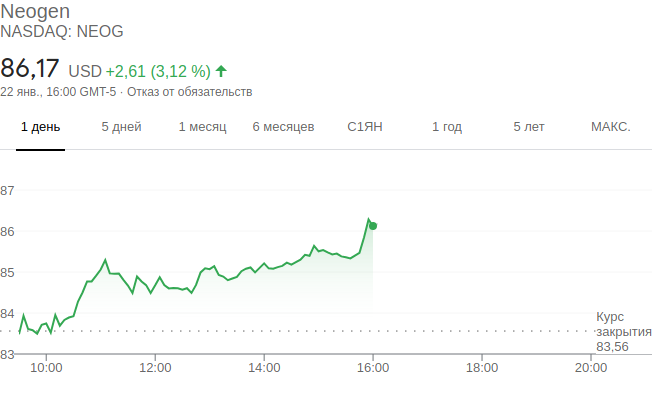 Neogen
NASDAQ: NEOG
86,17 USD +2,61 (3,12 %)
22 янв., 16:00 GMT-5 · Отказ от обязательств
1 день 5 дней 1 месяц 6 месяцев С1ЯН 1 год 5 лет МАКС.
87
86
85
84
Курс
закрытия
83,56
83
10:00 12:00 14:00 16:00 18:00 20:00